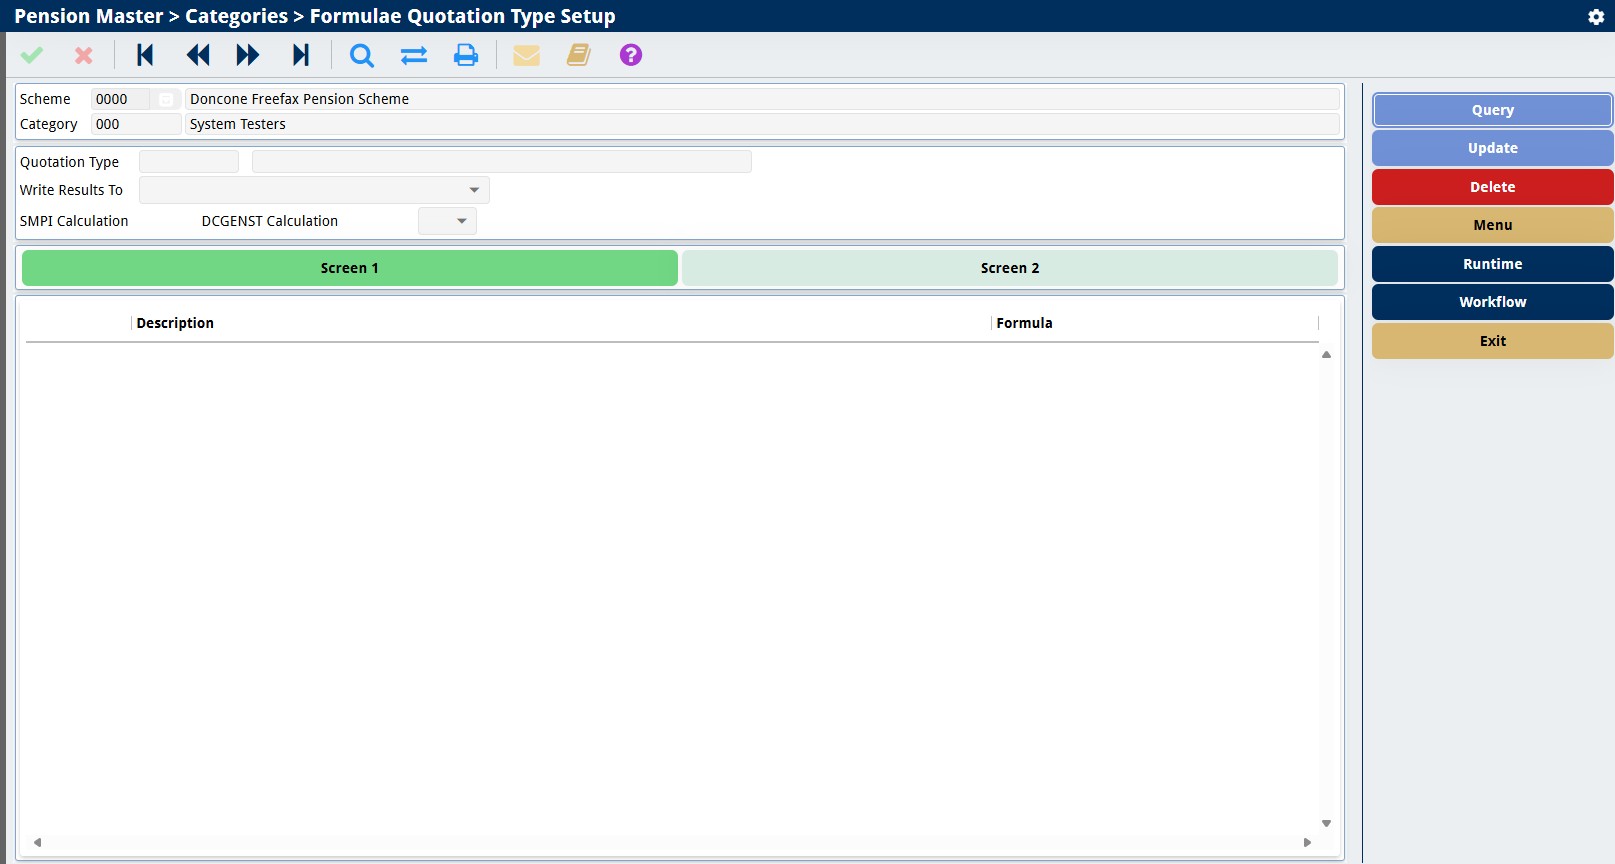 Pension Master > Categories > Formulae Quotation Type Setup
?
Scheme 0000 Doncone Freefax Pension Scheme
Category 000 System Testers
Quotation Type
Write Results To
SMPI Calculation DCGENST Calculation
Screen 1 Screen 2
Description Formula
Query
Update
Delete
Menu
Runtime
Workflow
Exit